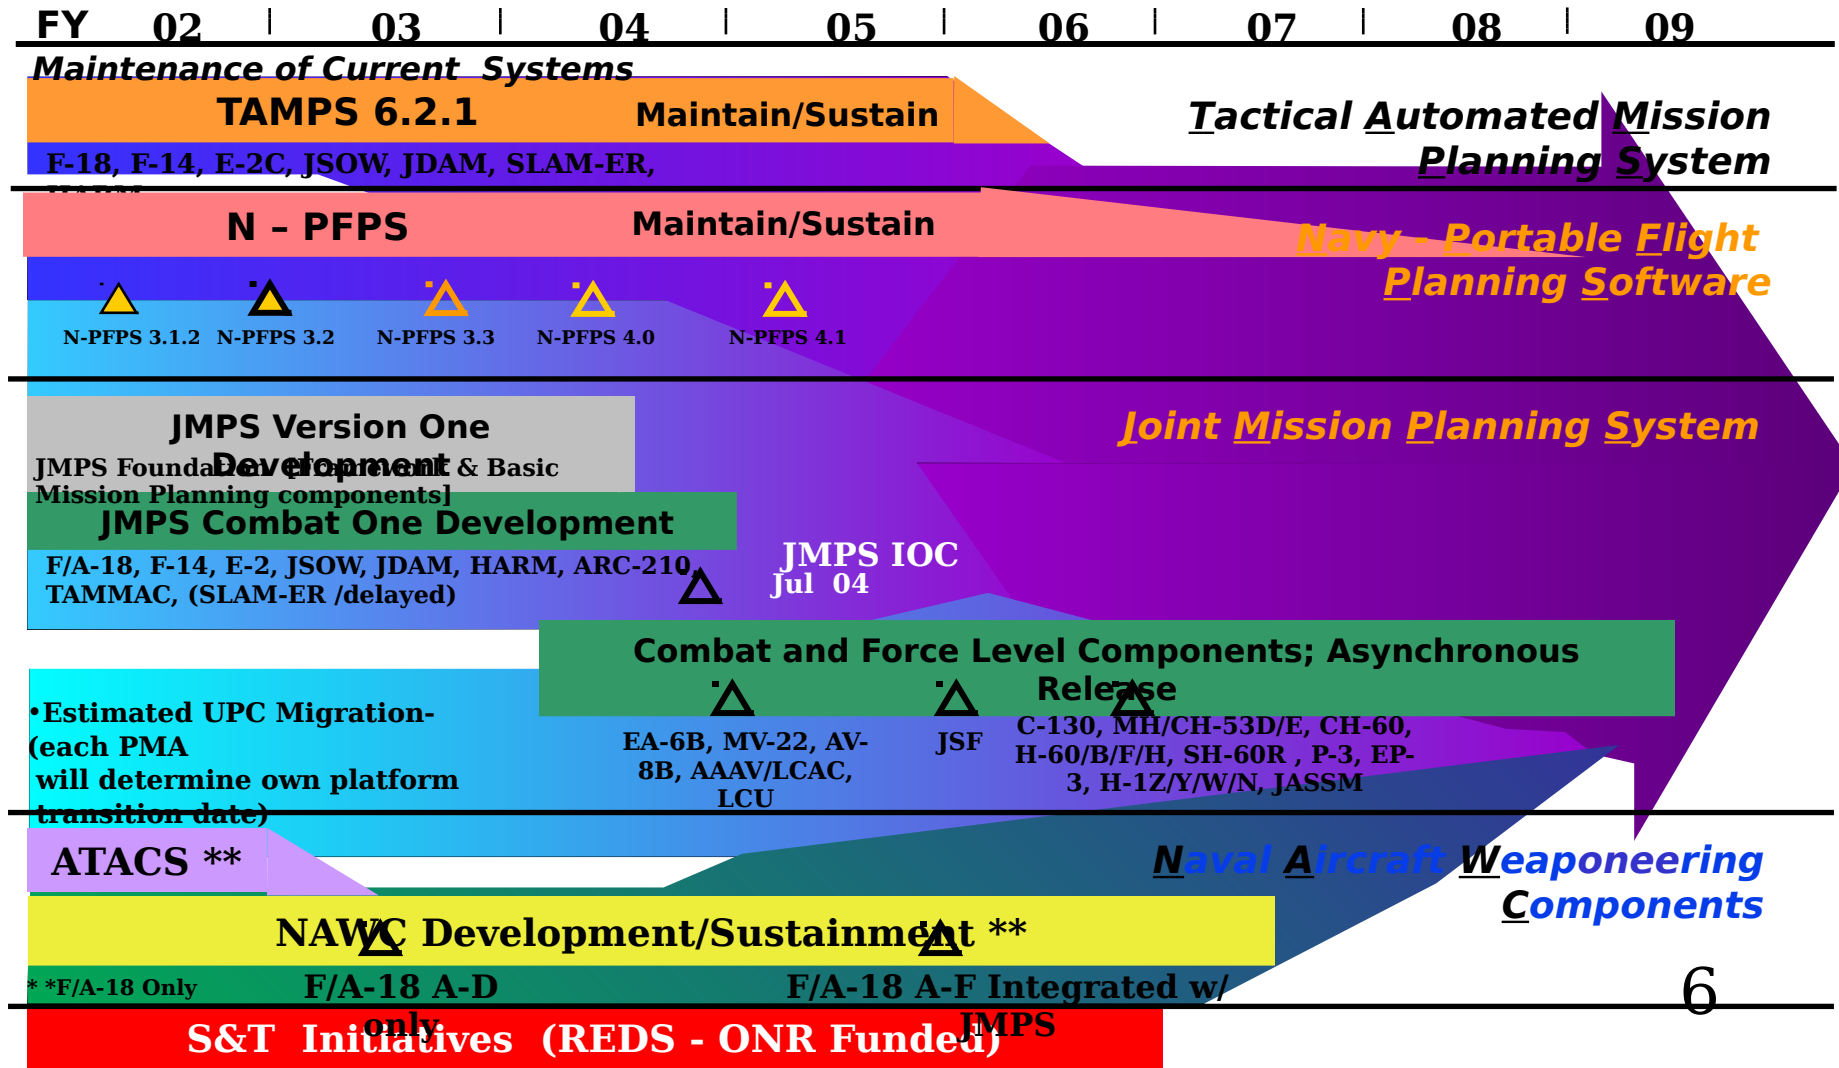 FY 02 03 04 05 06 07 08 09
Maintenance of Current Systems
TAMPS 6.2.1 Maintain/Sustain
Tactical Automated Mission
Planning System
F-18, F-14, E-2C, JSOW, JDAM, SLAM-ER,
N – PFPS Maintain/Sustain
Navy - Portable Flight
Planning Software
N-PFPS 3.1.2 N-PFPS 3.2 N-PFPS 3.3 N-PFPS 4.0 N-PFPS 4.1
JMPS Version One
Development
Joint Mission Planning System
JMPS Foundation [Framework & Basic
Mission Planning components]
JMPS Combat One Development
F/A-18, F-14, E-2, JSOW, JDAM, HARM, ARC-210,
TAMMAC, (SLAM-ER /delayed)
JMPS IOC
Jul 04
Combat and Force Level Components; Asynchronous
Release
•Estimated UPC Migration-
(each PMA
will determine own platform
transition date)
EA-6B, MV-22, AV-
8B, AAAV/LCAC,
LCU
JSF
C-130, MH/CH-53D/E, CH-60,
H-60/B/F/H, SH-60R , P-3, EP-
3, H-1Z/Y/W/N, JASSM
ATACS **
Naval Aircraft Weaponeering
Components
NAWC Development/Sustainment **
* *F/A-18 Only
F/A-18 A-D
only
F/A-18 A-F Integrated w/
JMPS
6
S&T Initiatives (REDS - ONR Funded)